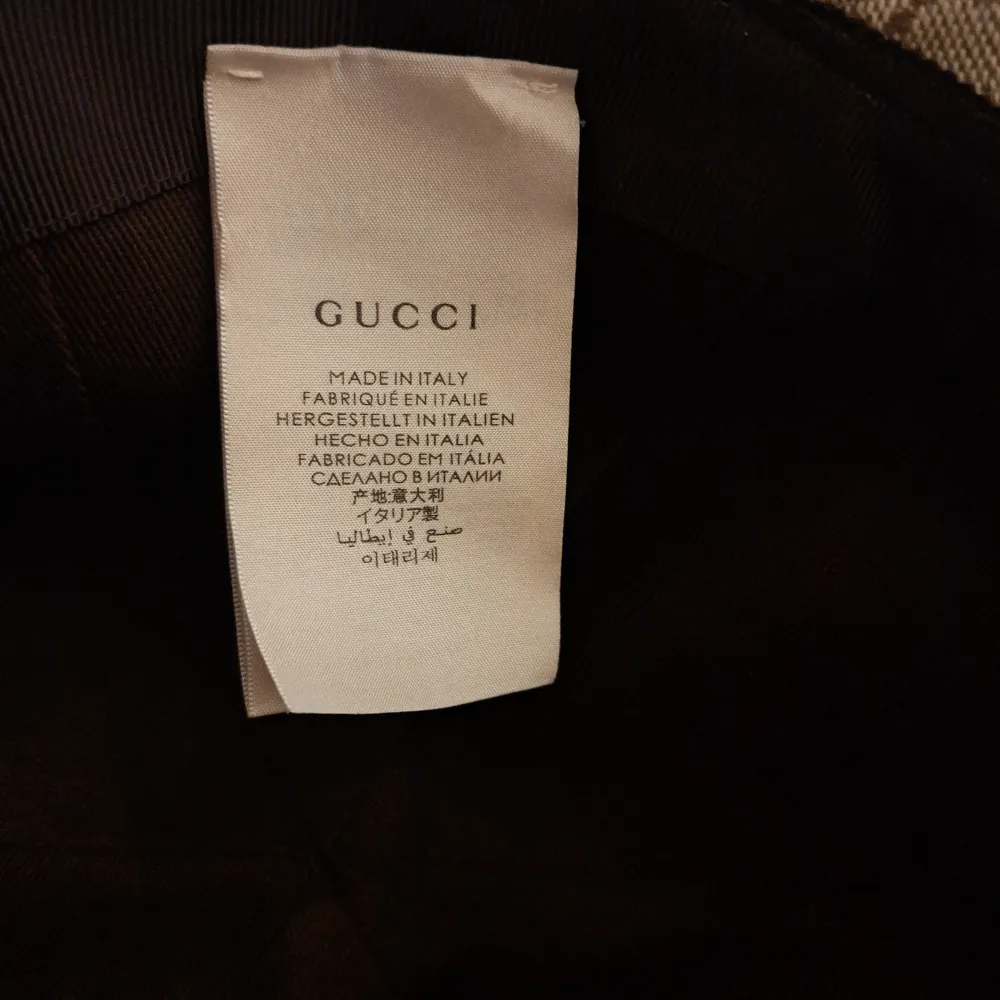 GUCCI
MADE IN ITALY
FABRIQUÉ EN ITALIE
HERGESTELLT IN ITALIEN
HECHO EN ITALIA
FABRICADO EM ITÁLIA
СДЕЛАНО В ИТАЛИИ
产地:意大利
イタリア製
صنع في إيطاليا
이태리제